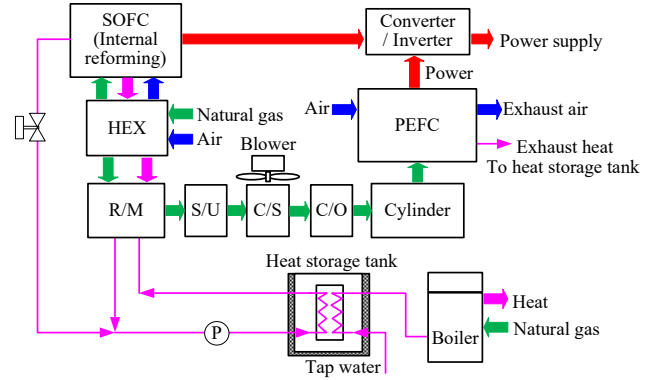 SOFC
(Internal
reforming)
Converter
/ Inverter
Power supply
Power
Natural gas
Air
HEX
Air
PEFC
Exhaust air
Exhaust heat
To heat storage tank
Blower
R/M
S/U
C/S
C/O
Cylinder
Heat storage tank
Heat
Natural gas
Boiler
P
Tap water